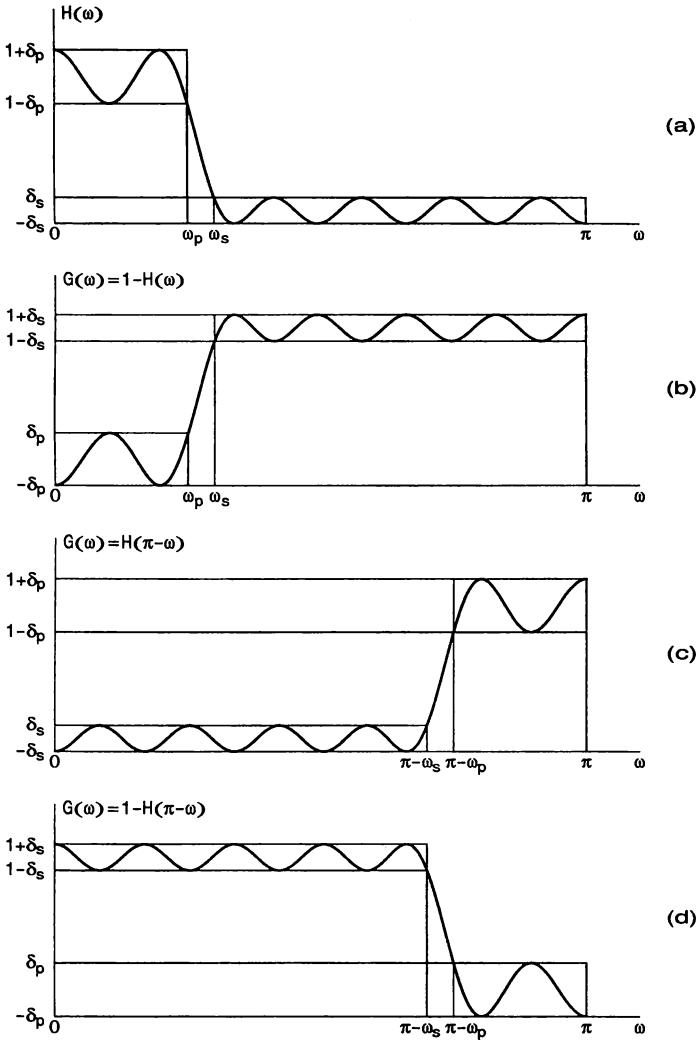 H(ω)
1+δp
1-δp
(a)
δs
-δs
0 ωp ωs π ω
G(ω)=1-H(ω)
1+δs
1-δs
(b)
δp
-δp
0 ωp ωs π ω
G(ω)=H(π-ω)
1+δp
1-δp
(c)
δs
-δs
0 π-ωs π-ωp π ω
G(ω)=1-H(π-ω)
1+δs
1-δs
(d)
δp
-δp
0 π-ωs π-ωp π ω